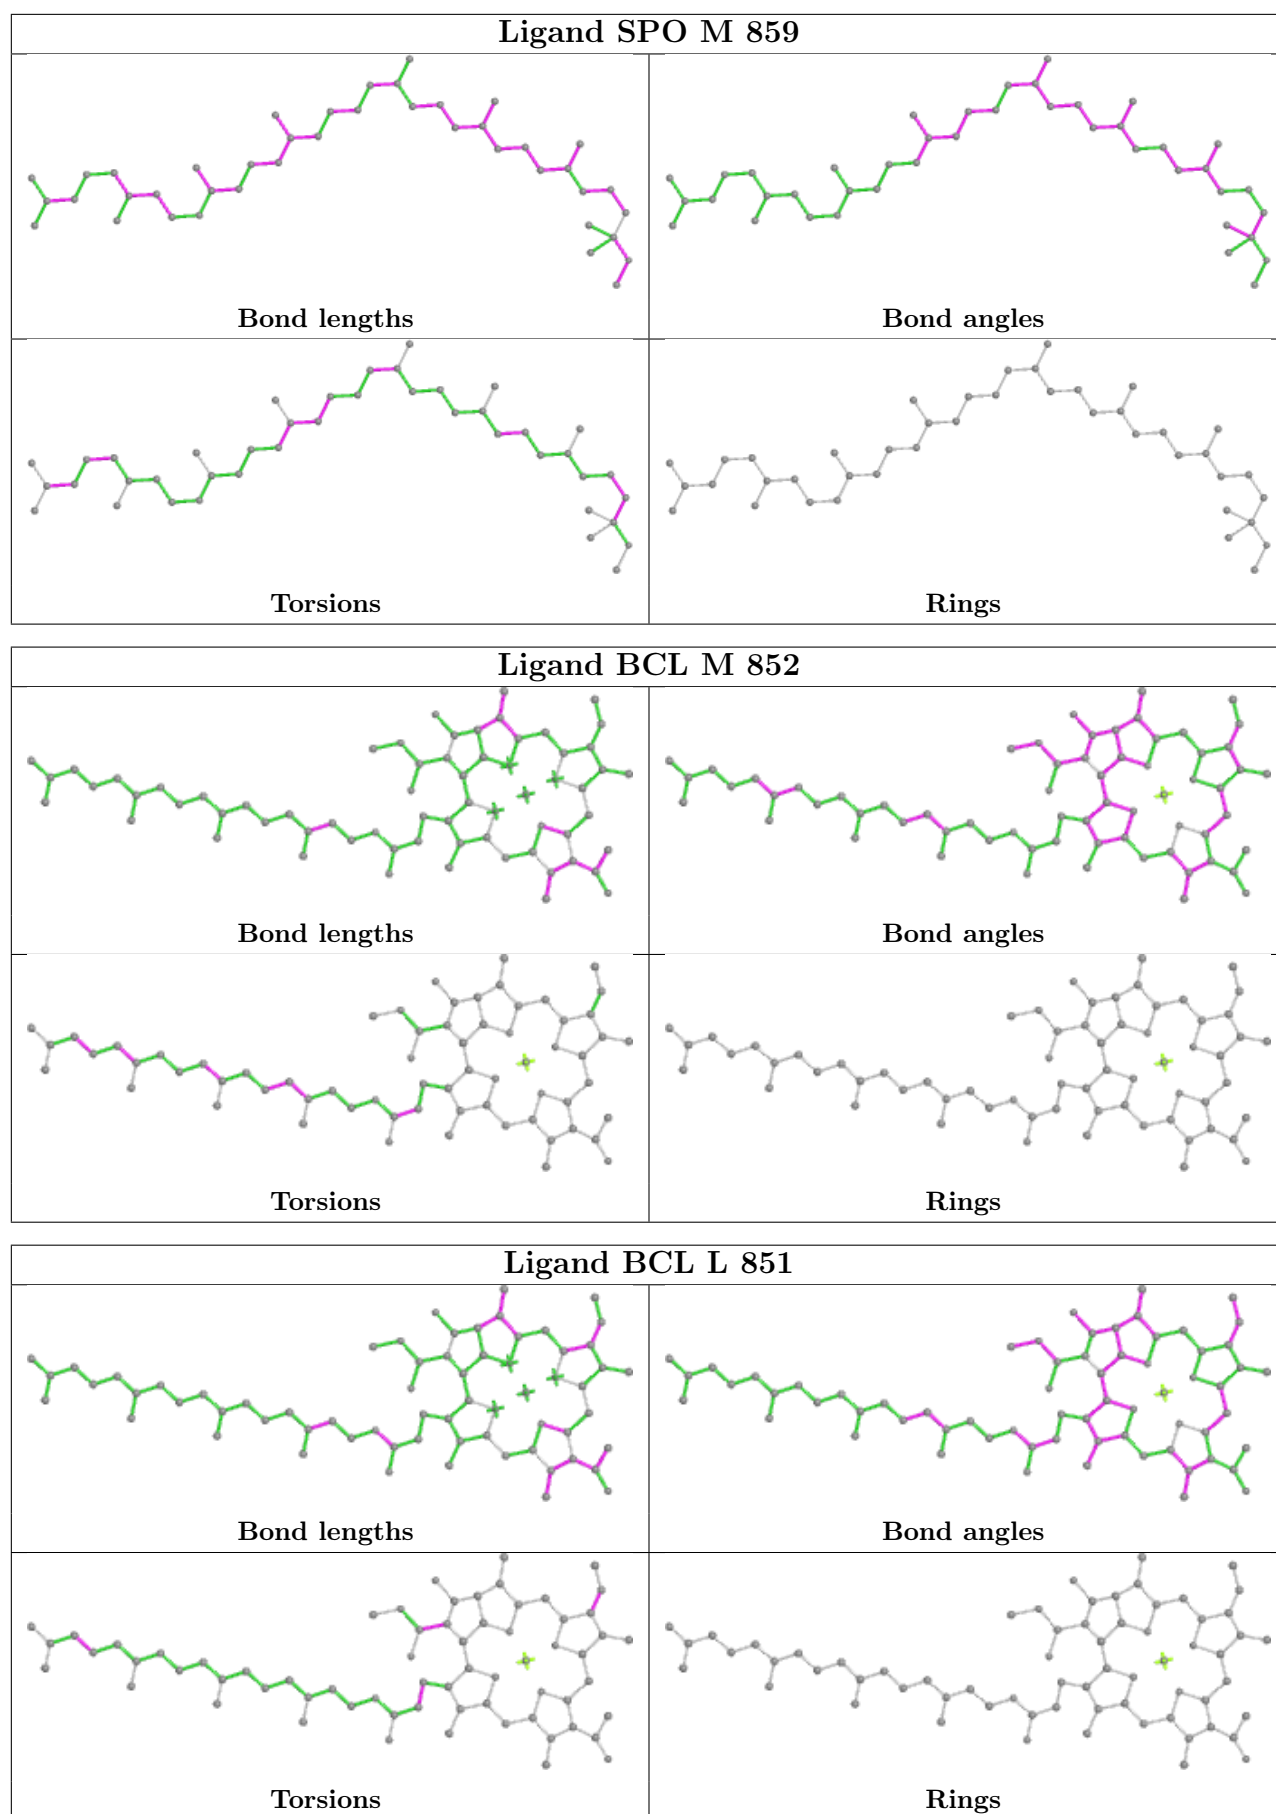 Ligand SPO M 859
Bond lengths
Bond angles
Torsions
Rings
Ligand BCL M 852
Bond lengths
Bond angles
Torsions
Rings
Ligand BCL L 851
Bond lengths
Bond angles
Torsions
Rings